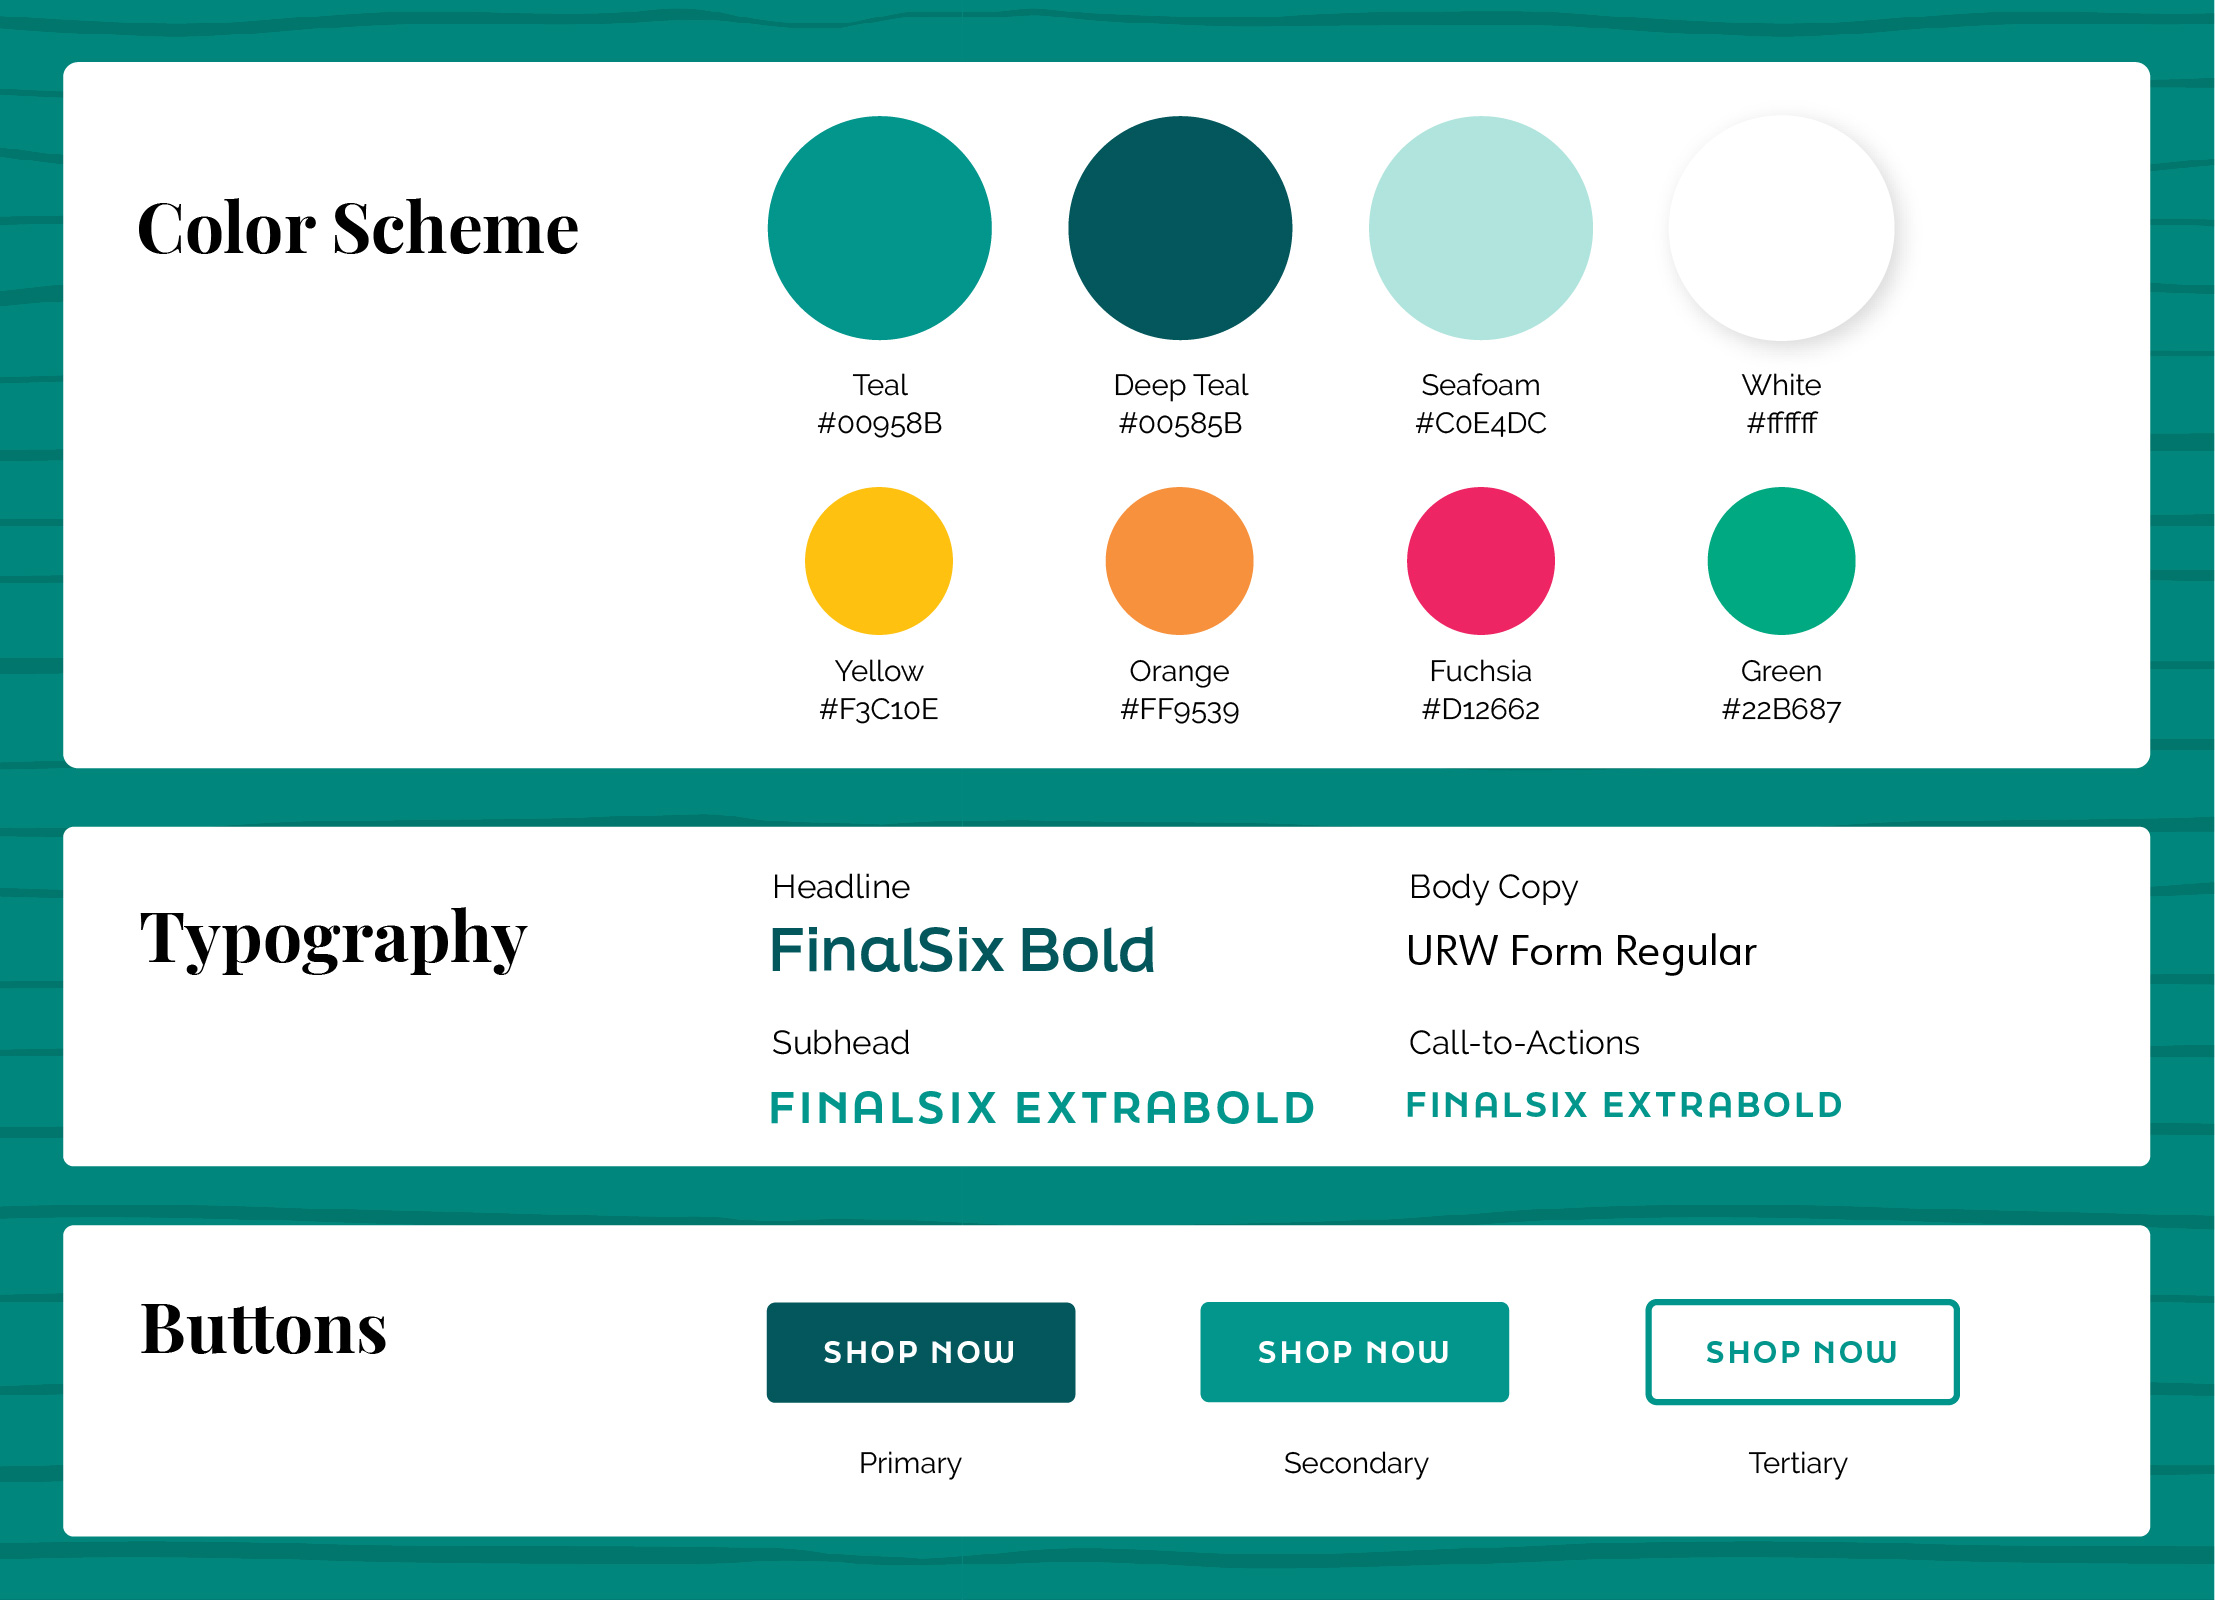 Color Scheme
Teal
#00958B
Deep Teal
#00585B
Seafoam
#C0E4DC
White
#ffffff
Yellow
#F3C10E
Orange
#FF9539
Fuchsia
#D12662
Green
#22B687
Typography
Headline
FinalSix Bold
Body Copy
URW Form Regular
Subhead
FINALSIX EXTRABOLD
Call-to-Actions
FINALSIX EXTRABOLD
Buttons
SHOP NOW
Primary
SHOP NOW
Secondary
SHOP NOW
Tertiary